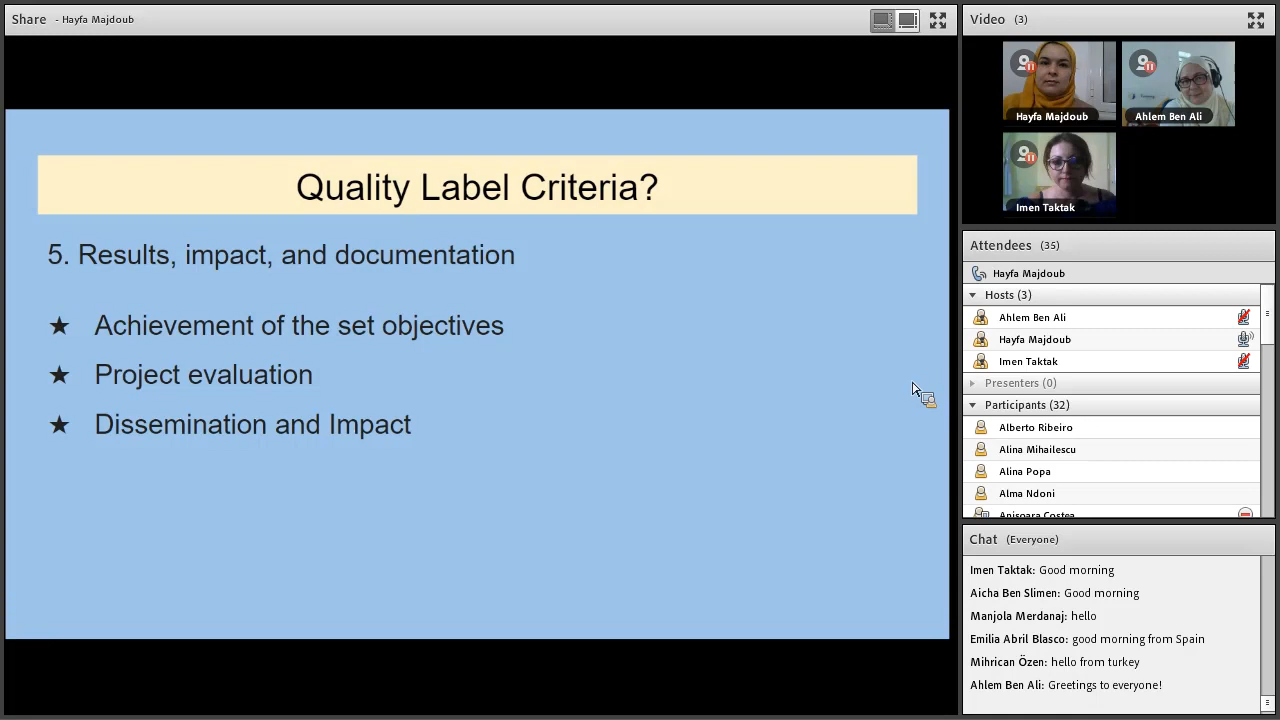 Share - Hayfa Majdoub
Quality Label Criteria?
5. Results, impact, and documentation
★ Achievement of the set objectives
★ Project evaluation
★ Dissemination and Impact
Video (3)
Hayfa Majdoub
Ahlem Ben Ali
Imen Taktak
Attendees (35)
Hayfa Majdoub
Hosts (3)
Ahlem Ben Ali
Hayfa Majdoub
Imen Taktak
Presenters (0)
Participants (32)
Alberto Ribeiro
Alina Mihailescu
Alina Popa
Alma Ndoni
Anisoara Costea
Chat (Everyone)
Imen Taktak: Good morning
Aicha Ben Slimen: Good morning
Manjola Merdanaj: hello
Emilia Abril Blasco: good morning from Spain
Mihrican Özen: hello from turkey
Ahlem Ben Ali: Greetings to everyone!